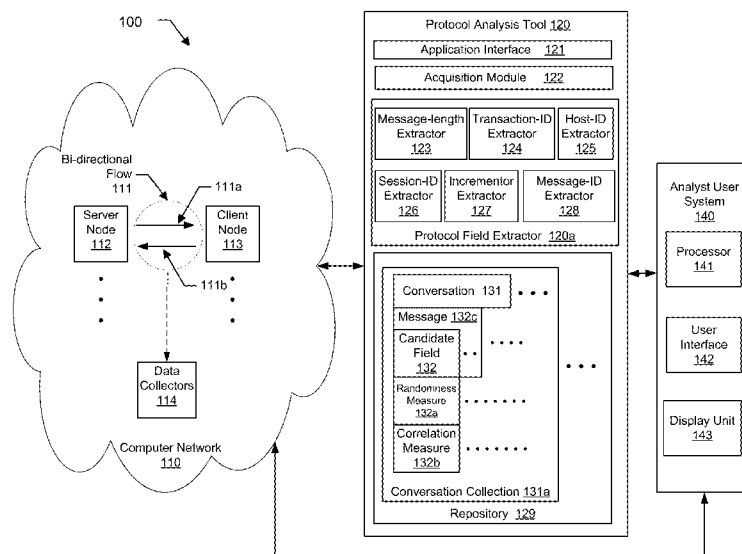 100
Bi-directional
Flow
111
111a
Server
Node
112
Client
Node
113
111b
Data
Collectors
114
Computer Network
110
Protocol Analysis Tool 120
Application Interface 121
Acquisition Module 122
Message-length
Extractor
123
Transaction-ID
Extractor
124
Host-ID
Extractor
125
Session-ID
Extractor
126
Incrementor
Extractor
127
Message-ID
Extractor
128
Protocol Field Extractor 120a
Conversation 131
Message 132c
Candidate
Field
132
Randomness
Measure
132a
Correlation
Measure
132b
Conversation Collection 131a
Repository 129
Analyst User
System
140
Processor
141
User
Interface
142
Display Unit
143